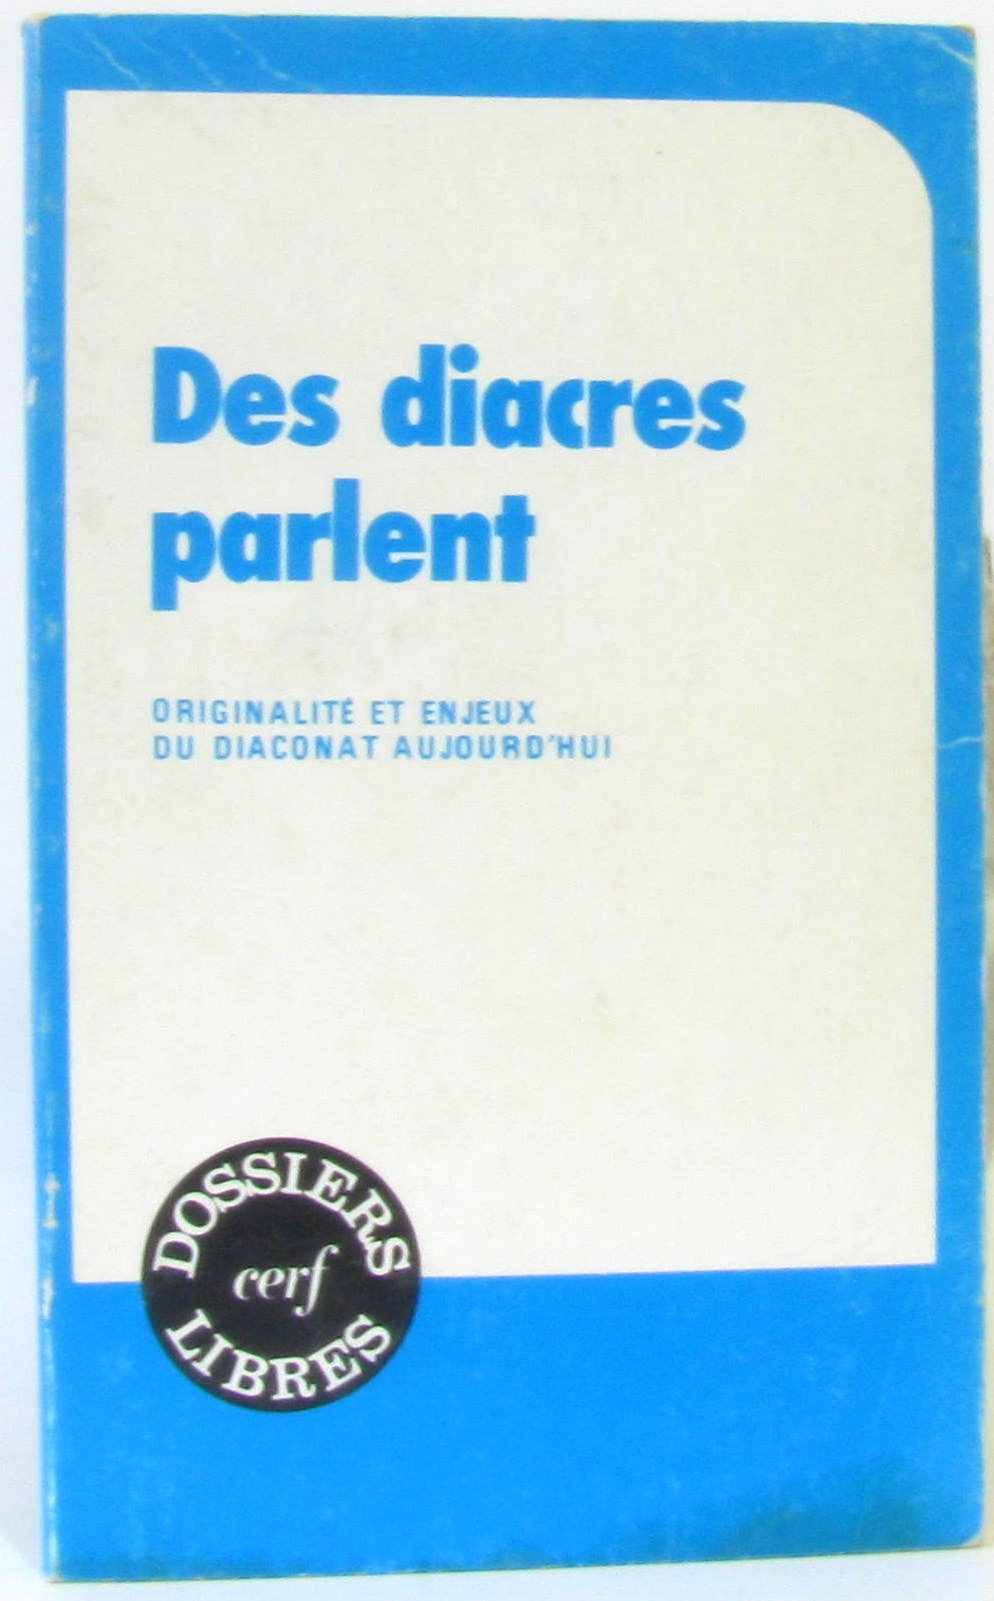 Des diacres
parlent
ORIGINALITÉ ET ENJEUX
DU DIACONAT AUJOURD'HUI
DOSSIERS
cerf
LIBRES